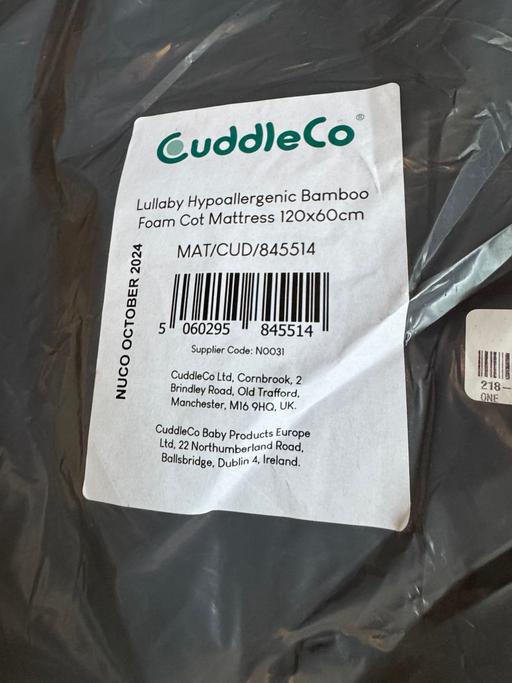 CuddleCo®
Lullaby Hypoallergenic Bamboo
Foam Cot Mattress 120x60cm
MAT/CUD/845514
5 060295 845514
Supplier Code: N0031
CuddleCo Ltd, Cornbrook, 2
Brindley Road, Old Trafford,
Manchester, M16 9HQ, UK.
CuddleCo Baby Products Europe
Ltd, 22 Northumberland Road,
Ballsbridge, Dublin 4, Ireland.
NUCO OCTOBER 2024
218-
ONE